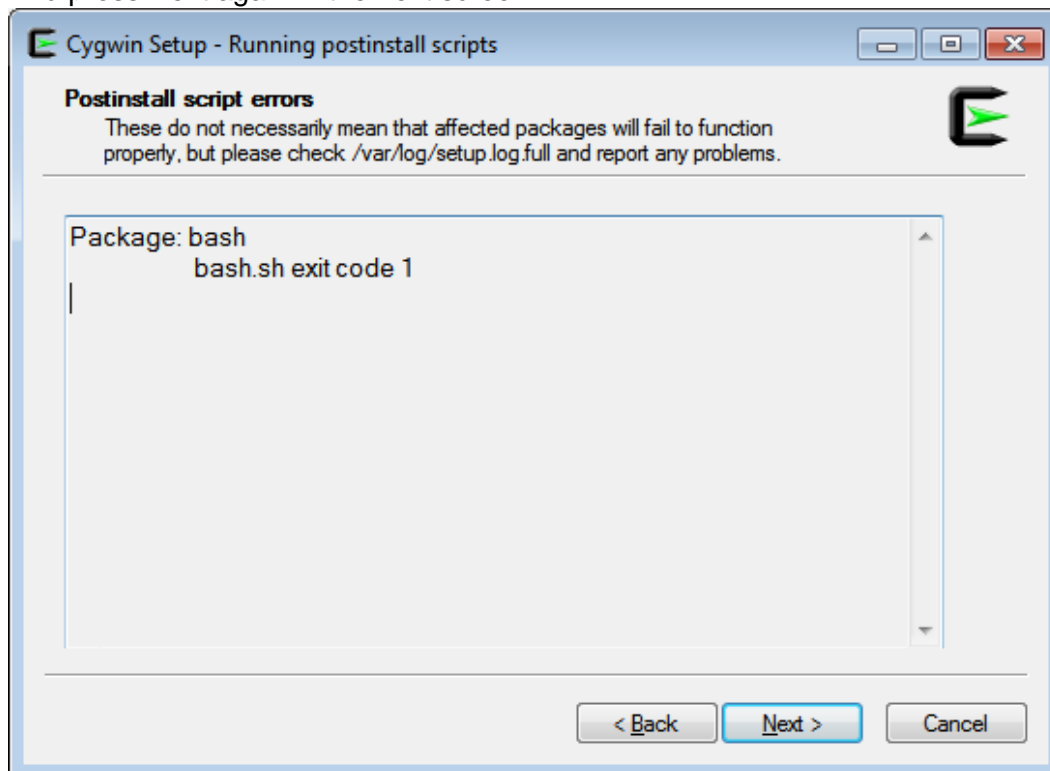 Cygwin Setup - Running postinstall scripts
Postinstall script errors
These do not necessarily mean that affected packages will fail to function
properly, but please check /var/log/setup.log.full and report any problems.
Package: bash
bash.sh exit code 1
< Back
Next >
Cancel